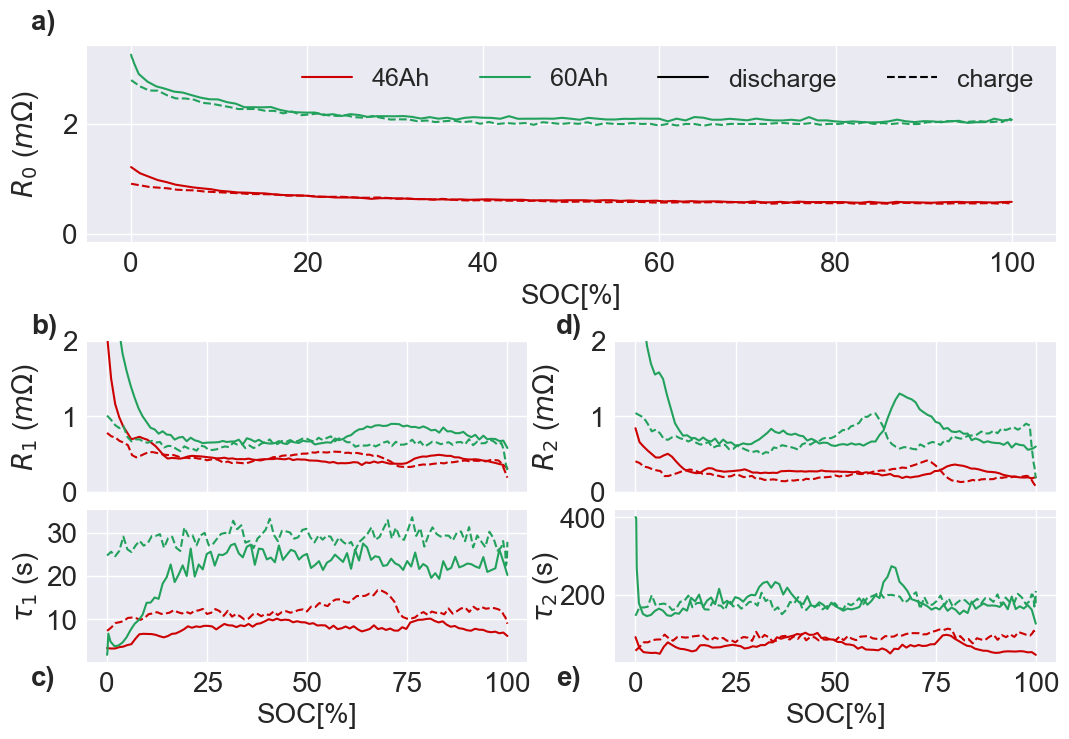 a)
R₀ (mΩ)
2
0
46Ah 60Ah discharge charge
0 20 40 60 80 100
SOC[%]
b)
R₁ (mΩ)
2
1
0
d)
R₂ (mΩ)
2
1
0
τ₁ (s)
30
20
10
c)
0 25 50 75 100
SOC[%]
τ₂ (s)
400
200
e)
0 25 50 75 100
SOC[%]